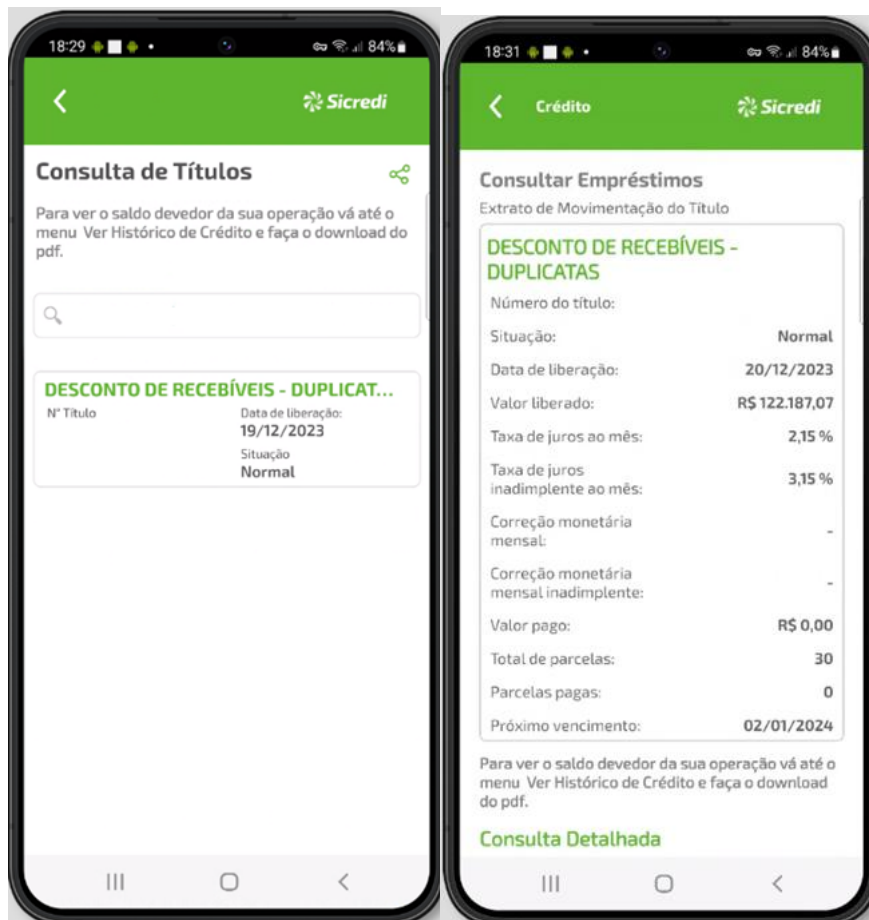 18:29
84%
Sicredi
Consulta de Títulos
Para ver o saldo devedor da sua operação vá até o
menu Ver Histórico de Crédito e faça o download do
pdf.
DESCONTO DE RECEBÍVEIS - DUPLICAT...
N° Título
Data de liberação:
19/12/2023
Situação
Normal
18:31
84%
Crédito
Sicredi
Consultar Empréstimos
Extrato de Movimentação do Título
DESCONTO DE RECEBÍVEIS -
DUPLICATAS
Número do título:
Situação: Normal
Data de liberação: 20/12/2023
Valor liberado: R$ 122.187,07
Taxa de juros ao mês: 2,15 %
Taxa de juros
inadimplente ao mês: 3,15 %
Correção monetária
mensal: -
Correção monetária
mensal inadimplente: -
Valor pago: R$ 0,00
Total de parcelas: 30
Parcelas pagas: 0
Próximo vencimento: 02/01/2024
Para ver o saldo devedor da sua operação vá até o
menu Ver Histórico de Crédito e faça o download
do pdf.
Consulta Detalhada